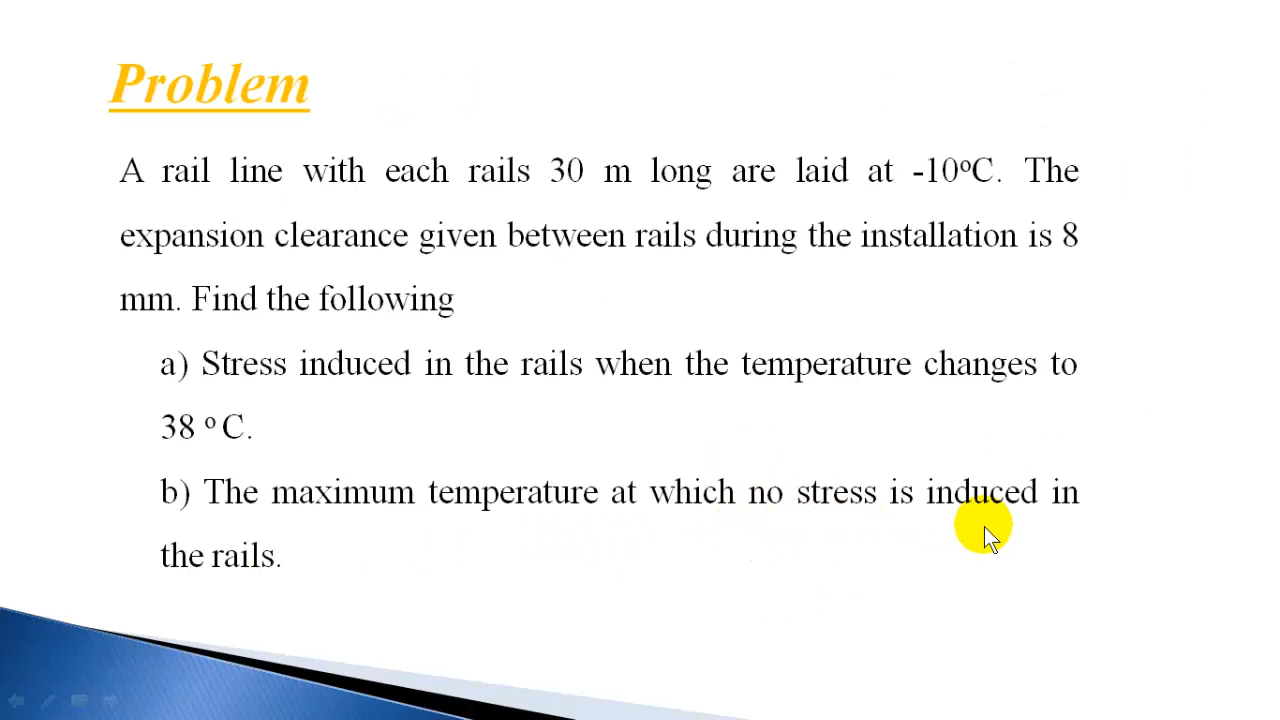 Problem
A rail line with each rails 30 m long are laid at -10°C. The
expansion clearance given between rails during the installation is 8
mm. Find the following
a) Stress induced in the rails when the temperature changes to
38 ° C.
b) The maximum temperature at which no stress is induced in
the rails.